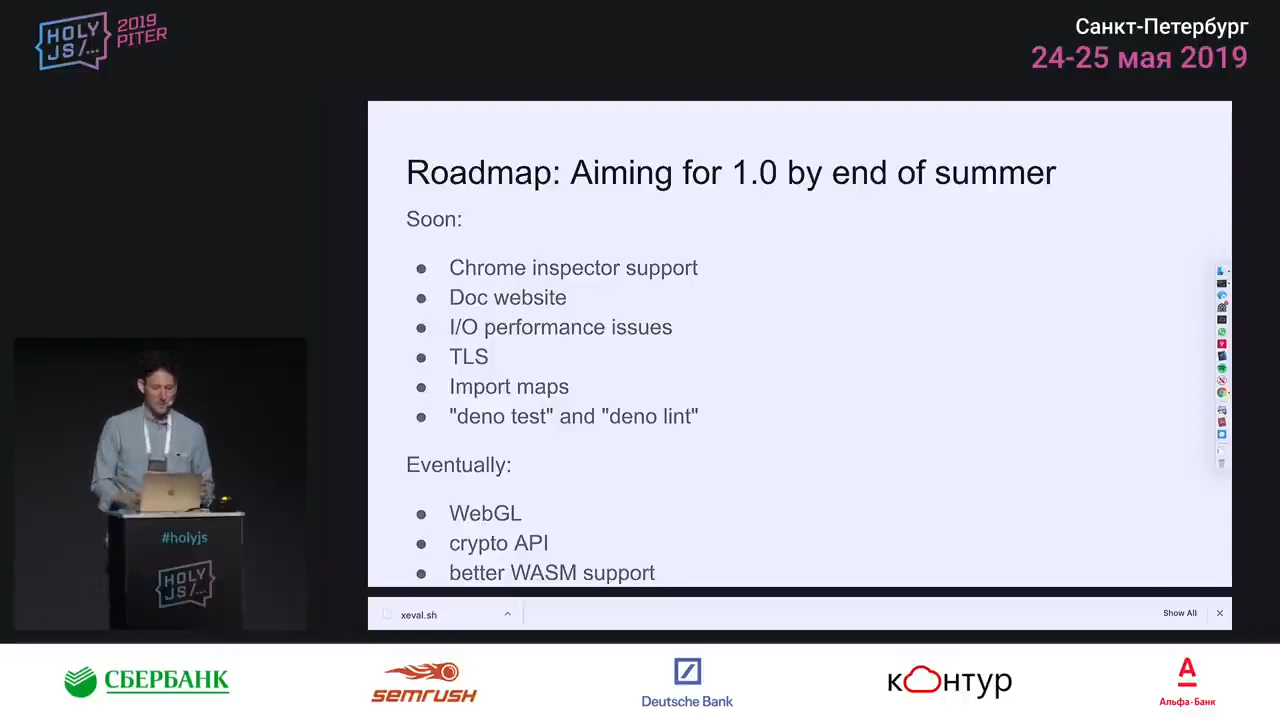 HOLY
JS/...
2019
PITER
Санкт-Петербург
24-25 мая 2019
Roadmap: Aiming for 1.0 by end of summer
Soon:
● Chrome inspector support
● Doc website
● I/O performance issues
● TLS
● Import maps
● "deno test" and "deno lint"
Eventually:
● WebGL
● crypto API
● better WASM support
xeval.sh
Show All
#holyjs
HOLY
JS/...
СБЕРБАНК
semrush
Deutsche Bank
контур
А
Альфа·Банк